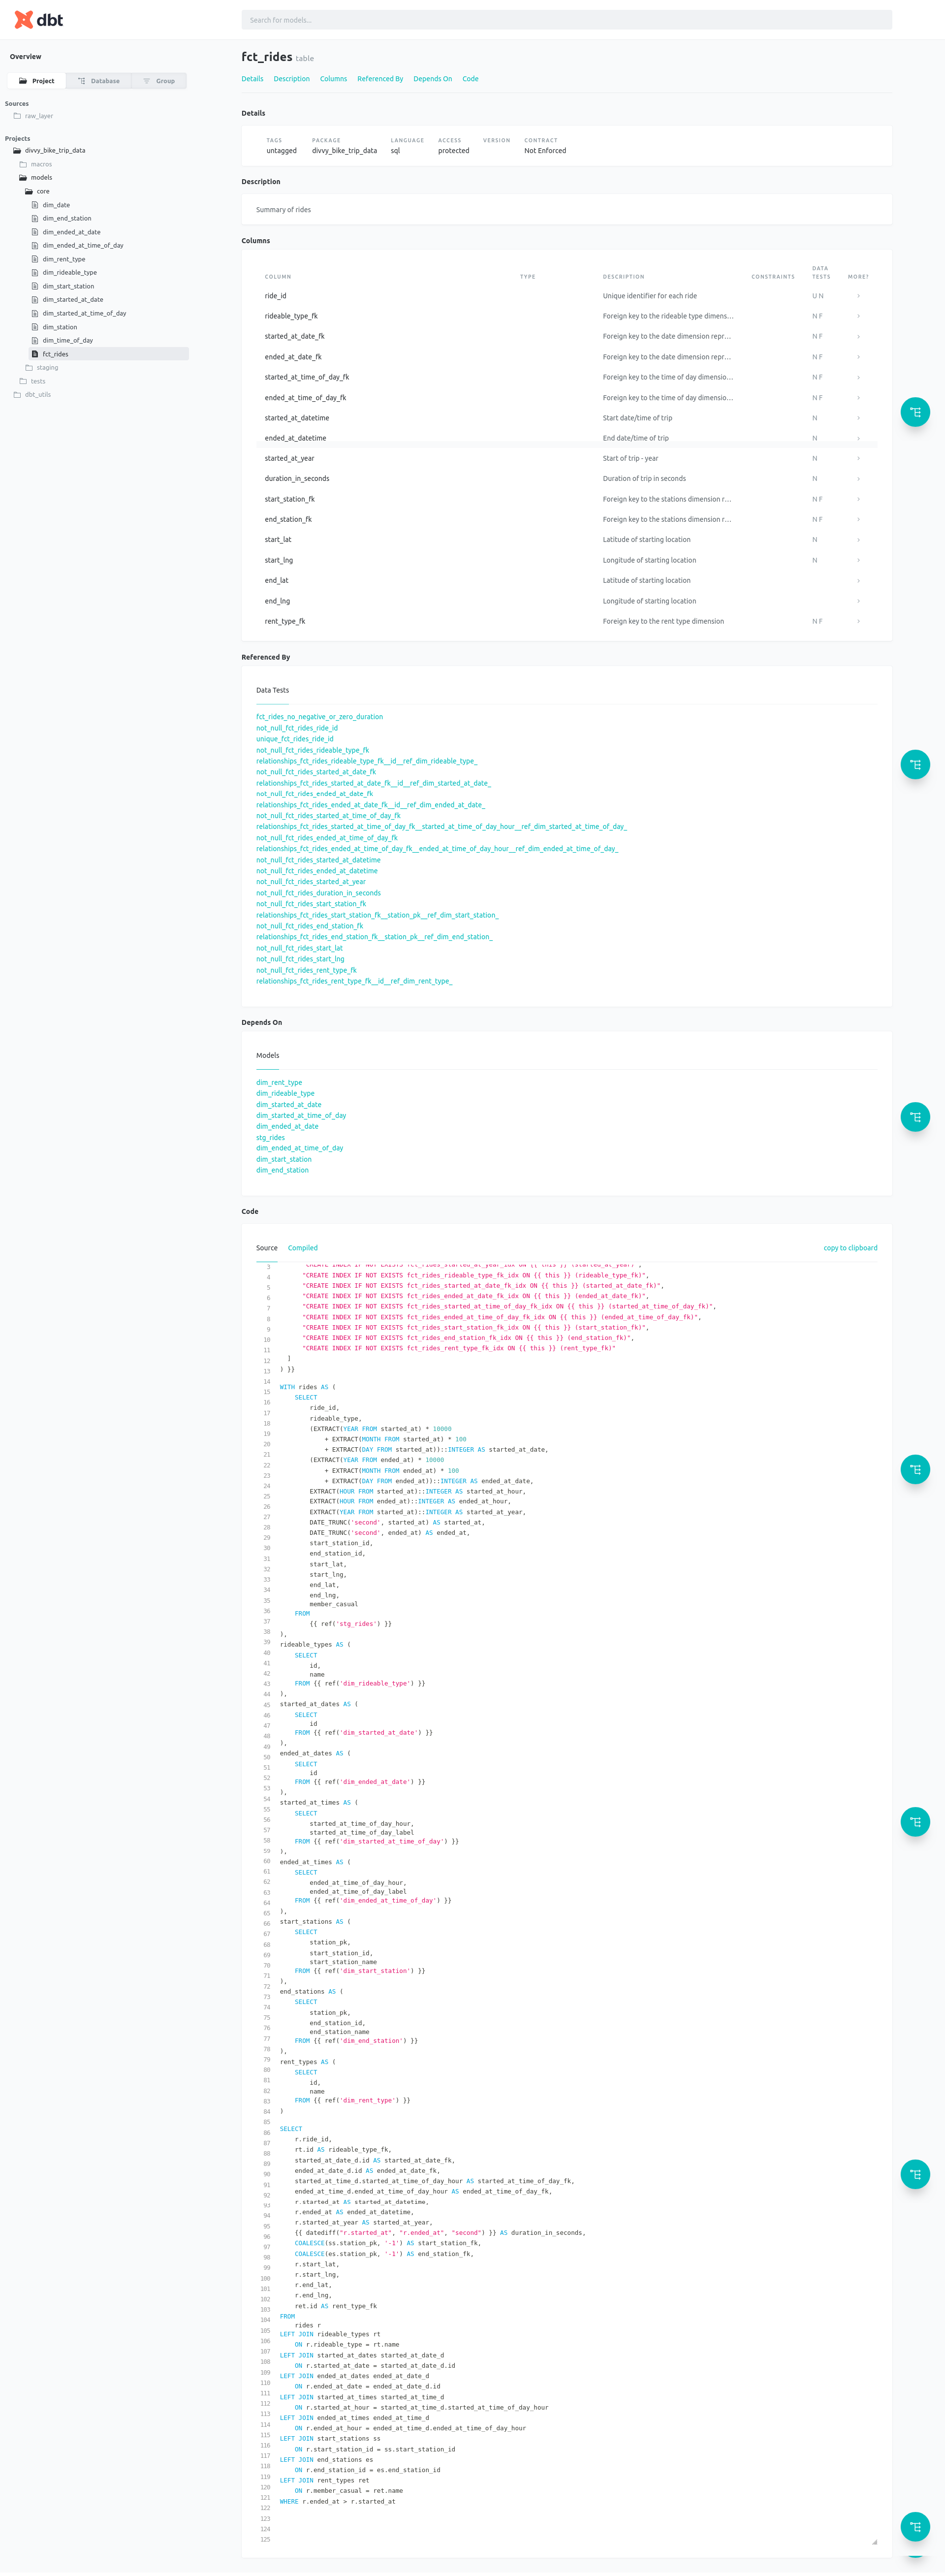 dbt
Search for models...
Overview
Project
Database
Group
Sources
raw_layer
Projects
divvy_bike_trip_data
macros
models
core
dim_date
dim_end_station
dim_ended_at_date
dim_ended_at_time_of_day
dim_rent_type
dim_rideable_type
dim_start_station
dim_started_at_date
dim_started_at_time_of_day
dim_station
dim_time_of_day
fct_rides
staging
tests
dbt_utils
fct_rides table
Details Description Columns Referenced By Depends On Code
Details
TAGS PACKAGE LANGUAGE ACCESS VERSION CONTRACT
untagged divvy_bike_trip_data sql protected Not Enforced
Description
Summary of rides
Columns
COLUMN TYPE DESCRIPTION CONSTRAINTS DATA TESTS MORE?
ride_id Unique identifier for each ride U N
rideable_type_fk Foreign key to the rideable type dimens... N F
started_at_date_fk Foreign key to the date dimension repr... N F
ended_at_date_fk Foreign key to the date dimension repr... N F
started_at_time_of_day_fk Foreign key to the time of day dimensio... N F
ended_at_time_of_day_fk Foreign key to the time of day dimensio... N F
started_at_datetime Start date/time of trip N
ended_at_datetime End date/time of trip N
started_at_year Start of trip - year N
duration_in_seconds Duration of trip in seconds N
start_station_fk Foreign key to the stations dimension r... N F
end_station_fk Foreign key to the stations dimension r... N F
start_lat Latitude of starting location N
start_lng Longitude of starting location N
end_lat Latitude of starting location
end_lng Longitude of starting location
rent_type_fk Foreign key to the rent type dimension N F
Referenced By
Data Tests
fct_rides_no_negative_or_zero_duration
not_null_fct_rides_ride_id
unique_fct_rides_ride_id
not_null_fct_rides_rideable_type_fk
relationships_fct_rides_rideable_type_fk__id__ref_dim_rideable_type_
not_null_fct_rides_started_at_date_fk
relationships_fct_rides_started_at_date_fk__id__ref_dim_started_at_date_
not_null_fct_rides_ended_at_date_fk
relationships_fct_rides_ended_at_date_fk__id__ref_dim_ended_at_date_
not_null_fct_rides_started_at_time_of_day_fk
relationships_fct_rides_started_at_time_of_day_fk__started_at_time_of_day_hour__ref_dim_started_at_time_of_day_
not_null_fct_rides_ended_at_time_of_day_fk
relationships_fct_rides_ended_at_time_of_day_fk__ended_at_time_of_day_hour__ref_dim_ended_at_time_of_day_
not_null_fct_rides_started_at_datetime
not_null_fct_rides_ended_at_datetime
not_null_fct_rides_started_at_year
not_null_fct_rides_duration_in_seconds
not_null_fct_rides_start_station_fk
relationships_fct_rides_start_station_fk__station_pk__ref_dim_start_station_
not_null_fct_rides_end_station_fk
relationships_fct_rides_end_station_fk__station_pk__ref_dim_end_station_
not_null_fct_rides_start_lat
not_null_fct_rides_start_lng
not_null_fct_rides_rent_type_fk
relationships_fct_rides_rent_type_fk__id__ref_dim_rent_type_
Depends On
Models
dim_rent_type
dim_rideable_type
dim_started_at_date
dim_started_at_time_of_day
dim_ended_at_date
stg_rides
dim_ended_at_time_of_day
dim_start_station
dim_end_station
Code
Source Compiled copy to clipboard
3 "CREATE INDEX IF NOT EXISTS fct_rides_started_at_year_idx ON {{ this }} (started_at_year)",
4 "CREATE INDEX IF NOT EXISTS fct_rides_rideable_type_fk_idx ON {{ this }} (rideable_type_fk)",
5 "CREATE INDEX IF NOT EXISTS fct_rides_started_at_date_fk_idx ON {{ this }} (started_at_date_fk)",
6 "CREATE INDEX IF NOT EXISTS fct_rides_ended_at_date_fk_idx ON {{ this }} (ended_at_date_fk)",
7 "CREATE INDEX IF NOT EXISTS fct_rides_started_at_time_of_day_fk_idx ON {{ this }} (started_at_time_of_day_fk)",
8 "CREATE INDEX IF NOT EXISTS fct_rides_ended_at_time_of_day_fk_idx ON {{ this }} (ended_at_time_of_day_fk)",
9 "CREATE INDEX IF NOT EXISTS fct_rides_start_station_fk_idx ON {{ this }} (start_station_fk)",
10 "CREATE INDEX IF NOT EXISTS fct_rides_end_station_fk_idx ON {{ this }} (end_station_fk)",
11 "CREATE INDEX IF NOT EXISTS fct_rides_rent_type_fk_idx ON {{ this }} (rent_type_fk)"
12 ]
13 ) }}
14
15 WITH rides AS (
16 SELECT
17 ride_id,
18 rideable_type,
19 (EXTRACT(YEAR FROM started_at) * 10000
20 + EXTRACT(MONTH FROM started_at) * 100
21 + EXTRACT(DAY FROM started_at))::INTEGER AS started_at_date,
22 (EXTRACT(YEAR FROM ended_at) * 10000
23 + EXTRACT(MONTH FROM ended_at) * 100
24 + EXTRACT(DAY FROM ended_at))::INTEGER AS ended_at_date,
25 EXTRACT(HOUR FROM started_at)::INTEGER AS started_at_hour,
26 EXTRACT(HOUR FROM ended_at)::INTEGER AS ended_at_hour,
27 EXTRACT(YEAR FROM started_at)::INTEGER AS started_at_year,
28 DATE_TRUNC('second', started_at) AS started_at,
29 DATE_TRUNC('second', ended_at) AS ended_at,
30 start_station_id,
31 end_station_id,
32 start_lat,
33 start_lng,
34 end_lat,
35 end_lng,
36 member_casual
37 FROM
38 {{ ref('stg_rides') }}
39 ),
40 rideable_types AS (
41 SELECT
42 id,
43 name
44 FROM {{ ref('dim_rideable_type') }}
45 ),
46 started_at_dates AS (
47 SELECT
48 id
49 FROM {{ ref('dim_started_at_date') }}
50 ),
51 ended_at_dates AS (
52 SELECT
53 id
54 FROM {{ ref('dim_ended_at_date') }}
55 ),
56 started_at_times AS (
57 SELECT
58 started_at_time_of_day_hour,
59 started_at_time_of_day_label
60 FROM {{ ref('dim_started_at_time_of_day') }}
61 ),
62 ended_at_times AS (
63 SELECT
64 ended_at_time_of_day_hour,
65 ended_at_time_of_day_label
66 FROM {{ ref('dim_ended_at_time_of_day') }}
67 ),
68 start_stations AS (
69 SELECT
70 station_pk,
71 start_station_id,
72 start_station_name
73 FROM {{ ref('dim_start_station') }}
74 ),
75 end_stations AS (
76 SELECT
77 station_pk,
78 end_station_id,
79 end_station_name
80 FROM {{ ref('dim_end_station') }}
81 ),
82 rent_types AS (
83 SELECT
84 id,
85 name
86 FROM {{ ref('dim_rent_type') }}
87 )
88
89 SELECT
90 r.ride_id,
91 rt.id AS rideable_type_fk,
92 started_at_date_d.id AS started_at_date_fk,
93 ended_at_date_d.id AS ended_at_date_fk,
94 started_at_time_d.started_at_time_of_day_hour AS started_at_time_of_day_fk,
95 ended_at_time_d.ended_at_time_of_day_hour AS ended_at_time_of_day_fk,
96 r.started_at AS started_at_datetime,
97 r.ended_at AS ended_at_datetime,
98 r.started_at_year AS started_at_year,
99 {{ datediff("r.started_at", "r.ended_at", "second") }} AS duration_in_seconds,
100 COALESCE(ss.station_pk, '-1') AS start_station_fk,
101 COALESCE(es.station_pk, '-1') AS end_station_fk,
102 r.start_lat,
103 r.start_lng,
104 r.end_lat,
105 r.end_lng,
106 ret.id AS rent_type_fk
107 FROM
108 rides r
109 LEFT JOIN rideable_types rt
110 ON r.rideable_type = rt.name
111 LEFT JOIN started_at_dates started_at_date_d
112 ON r.started_at_date = started_at_date_d.id
113 LEFT JOIN ended_at_dates ended_at_date_d
114 ON r.ended_at_date = ended_at_date_d.id
115 LEFT JOIN started_at_times started_at_time_d
116 ON r.started_at_hour = started_at_time_d.started_at_time_of_day_hour
117 LEFT JOIN ended_at_times ended_at_time_d
118 ON r.ended_at_hour = ended_at_time_d.ended_at_time_of_day_hour
119 LEFT JOIN start_stations ss
120 ON r.start_station_id = ss.start_station_id
121 LEFT JOIN end_stations es
122 ON r.end_station_id = es.end_station_id
123 LEFT JOIN rent_types ret
124 ON r.member_casual = ret.name
125 WHERE r.ended_at > r.started_at